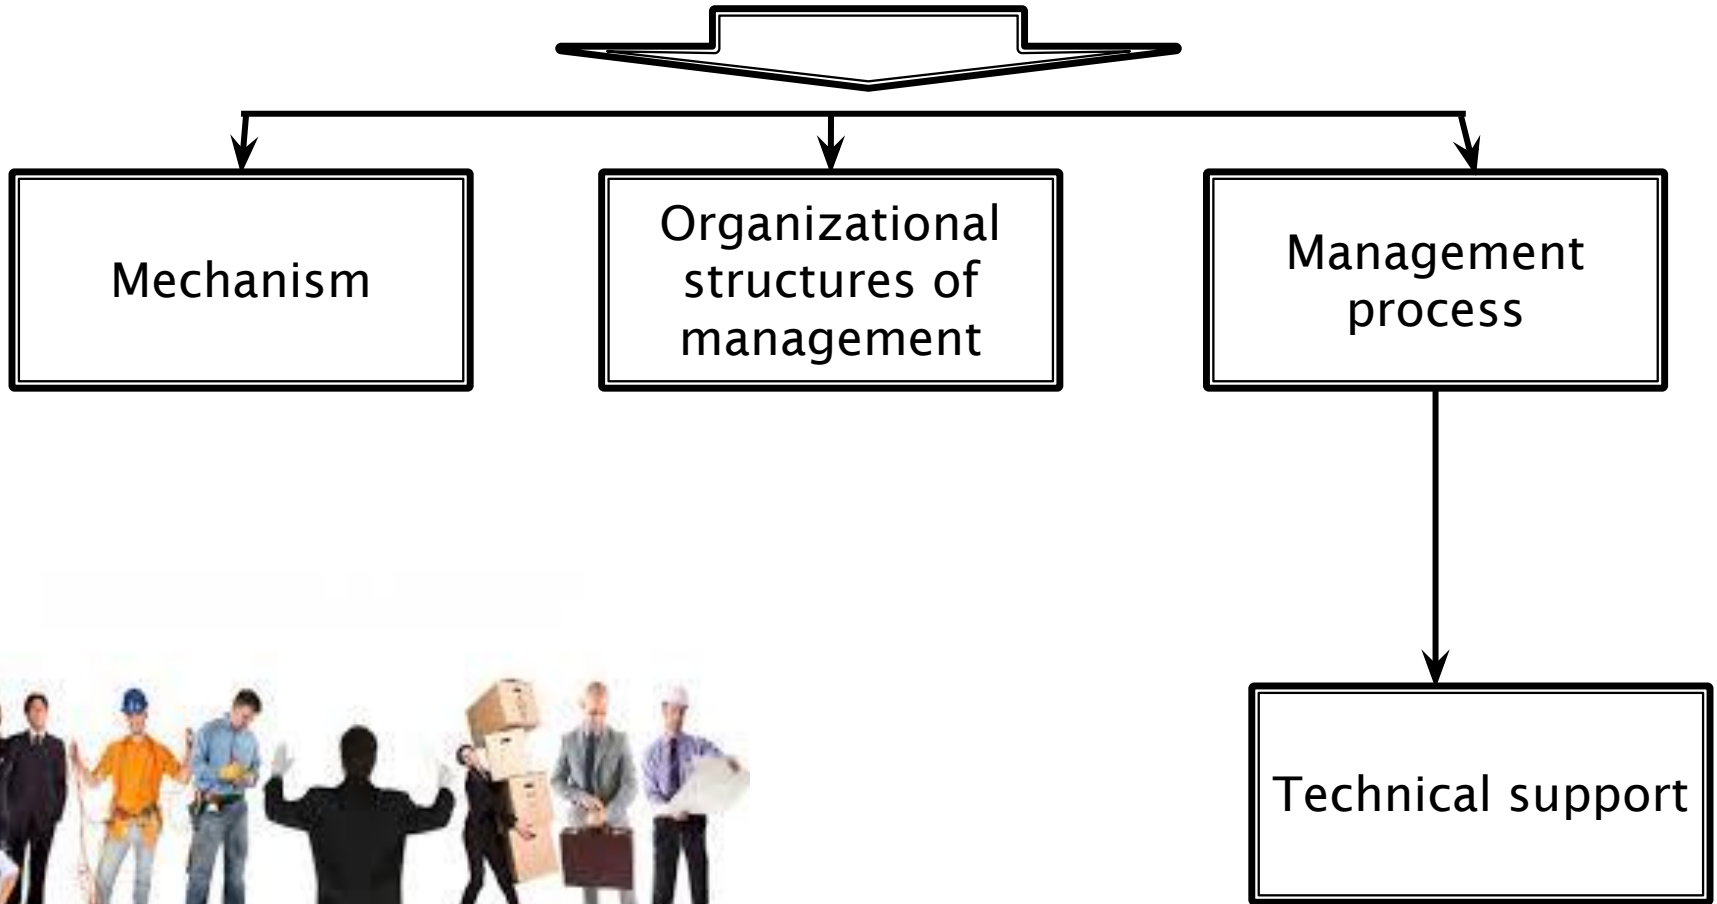 Mechanism
Organizational
structures of
management
Management
process
Technical support